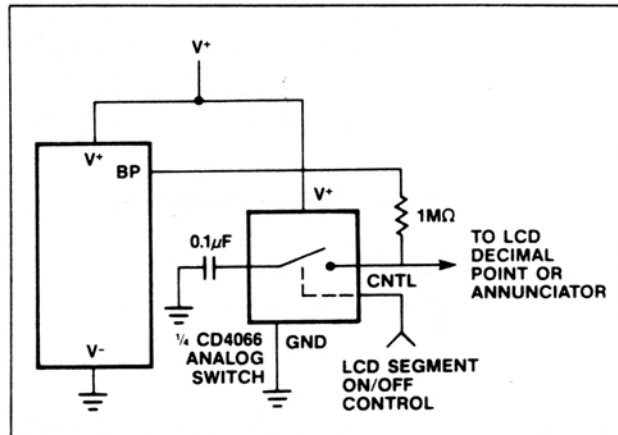 V⁺
V⁺
BP
V⁺
1MΩ
0.1μF
TO LCD
DECIMAL
POINT OR
ANNUNCIATOR
CNTL
V⁻
¼ CD4066
ANALOG
SWITCH
GND
LCD SEGMENT
ON/OFF
CONTROL